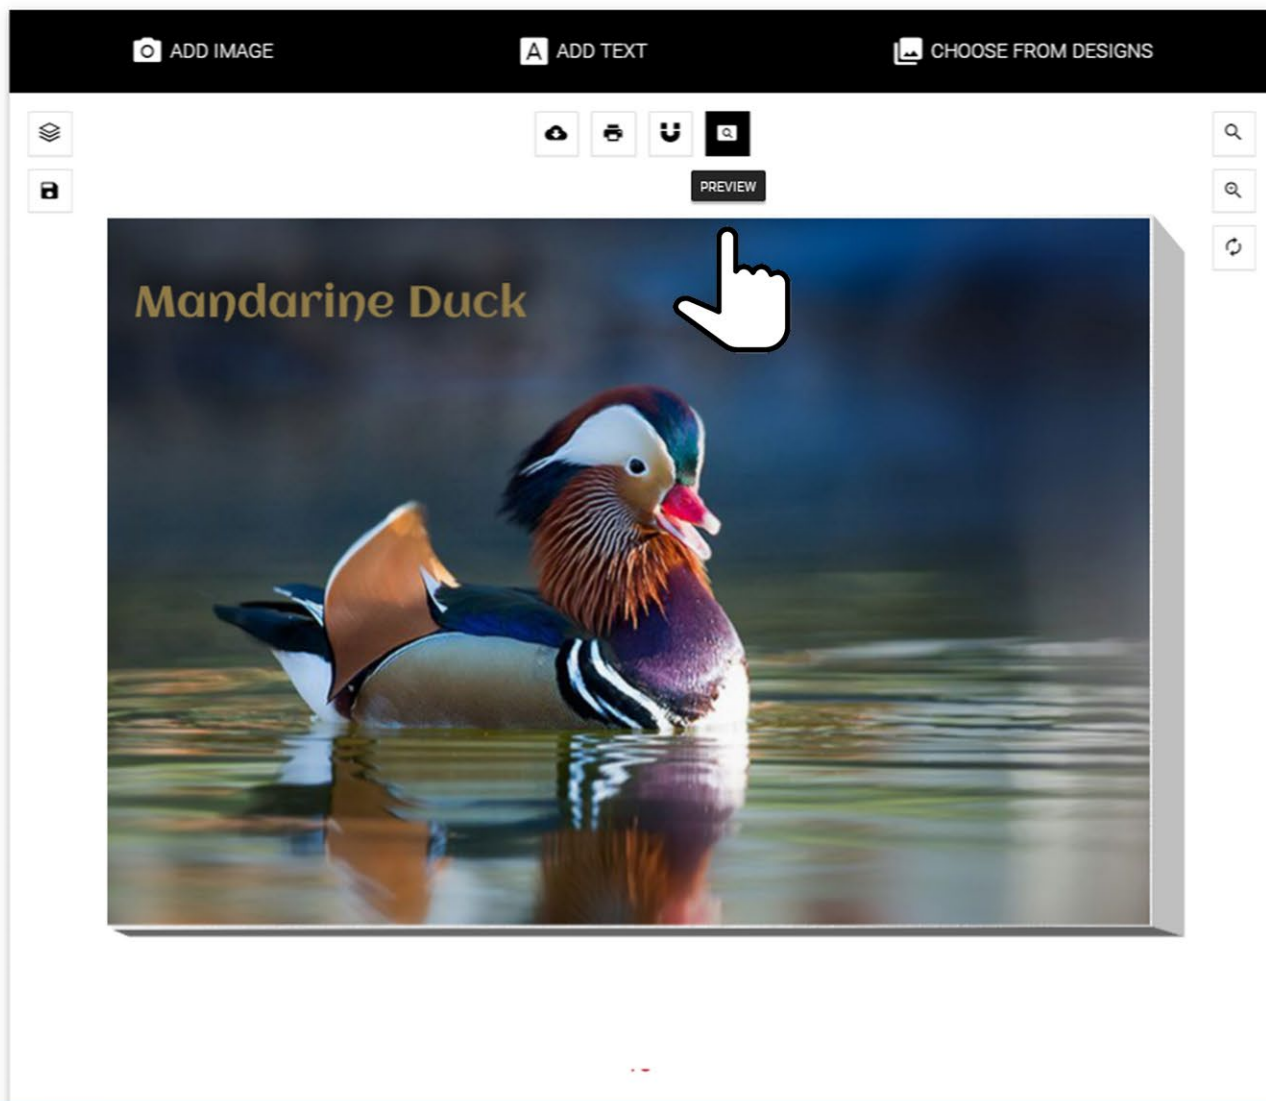 ADD IMAGE
ADD TEXT
CHOOSE FROM DESIGNS
PREVIEW
Mandarine Duck